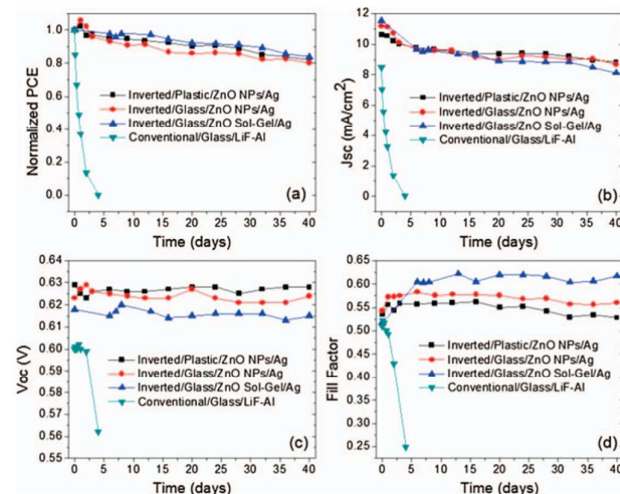 Normalized PCE
1.0
0.8
0.6
0.4
0.2
0.0
Inverted/Plastic/ZnO NPs/Ag
Inverted/Glass/ZnO NPs/Ag
Inverted/Glass/ZnO Sol-Gel/Ag
Conventional/Glass/LiF-Al
(a)
0 5 10 15 20 25 30 35 40
Time (days)
Jsc (mA/cm²)
12
10
8
6
4
2
0
Inverted/Plastic/ZnO NPs/Ag
Inverted/Glass/ZnO NPs/Ag
Inverted/Glass/ZnO Sol-Gel/Ag
Conventional/Glass/LiF-Al
(b)
0 5 10 15 20 25 30 35 40
Time (days)
Voc (V)
0.64
0.63
0.62
0.61
0.60
0.59
0.58
0.57
0.56
0.55
Inverted/Plastic/ZnO NPs/Ag
Inverted/Glass/ZnO NPs/Ag
Inverted/Glass/ZnO Sol-Gel/Ag
Conventional/Glass/LiF-Al
(c)
0 5 10 15 20 25 30 35 40
Time (days)
Fill Factor
0.65
0.60
0.55
0.50
0.45
0.40
0.35
0.30
0.25
Inverted/Plastic/ZnO NPs/Ag
Inverted/Glass/ZnO NPs/Ag
Inverted/Glass/ZnO Sol-Gel/Ag
Conventional/Glass/LiF-Al
(d)
0 5 10 15 20 25 30 35 40
Time (days)